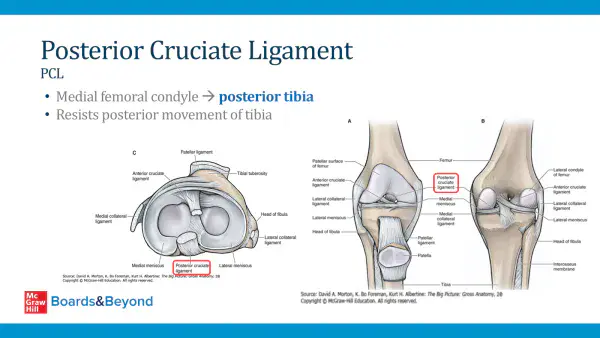 Posterior Cruciate Ligament
PCL
• Medial femoral condyle → posterior tibia
• Resists posterior movement of tibia
C
Patellar ligament
Anterior cruciate
ligament
Tibial tuberosity
Medial collateral
ligament
Head of fibula
Lateral collateral
ligament
Medial meniscus
Posterior cruciate
ligament
Lateral meniscus
Source: David A. Morton, K. Bo Foreman, Kurt H. Albertine: The Big Picture: Gross Anatomy, 2B
Copyright © McGraw-Hill Education. All rights reserved.
A
B
Patellar surface
of femur
Anterior cruciate
ligament
Lateral collateral
ligament
Lateral meniscus
Head of fibula
Femur
Posterior
cruciate
ligament
Medial
meniscus
Medial
collateral
ligament
Patellar
ligament
Patella
Tibia
Lateral condyle
of femur
Anterior cruciate
ligament
Lateral collateral
ligament
Lateral meniscus
Head of fibula
Interosseous
membrane
Source: David A. Morton, K. Bo Foreman, Kurt H. Albertine: The Big Picture: Gross Anatomy, 2B
Copyright © McGraw-Hill Education. All rights reserved.
Mc
Graw
Hill
Boards&Beyond